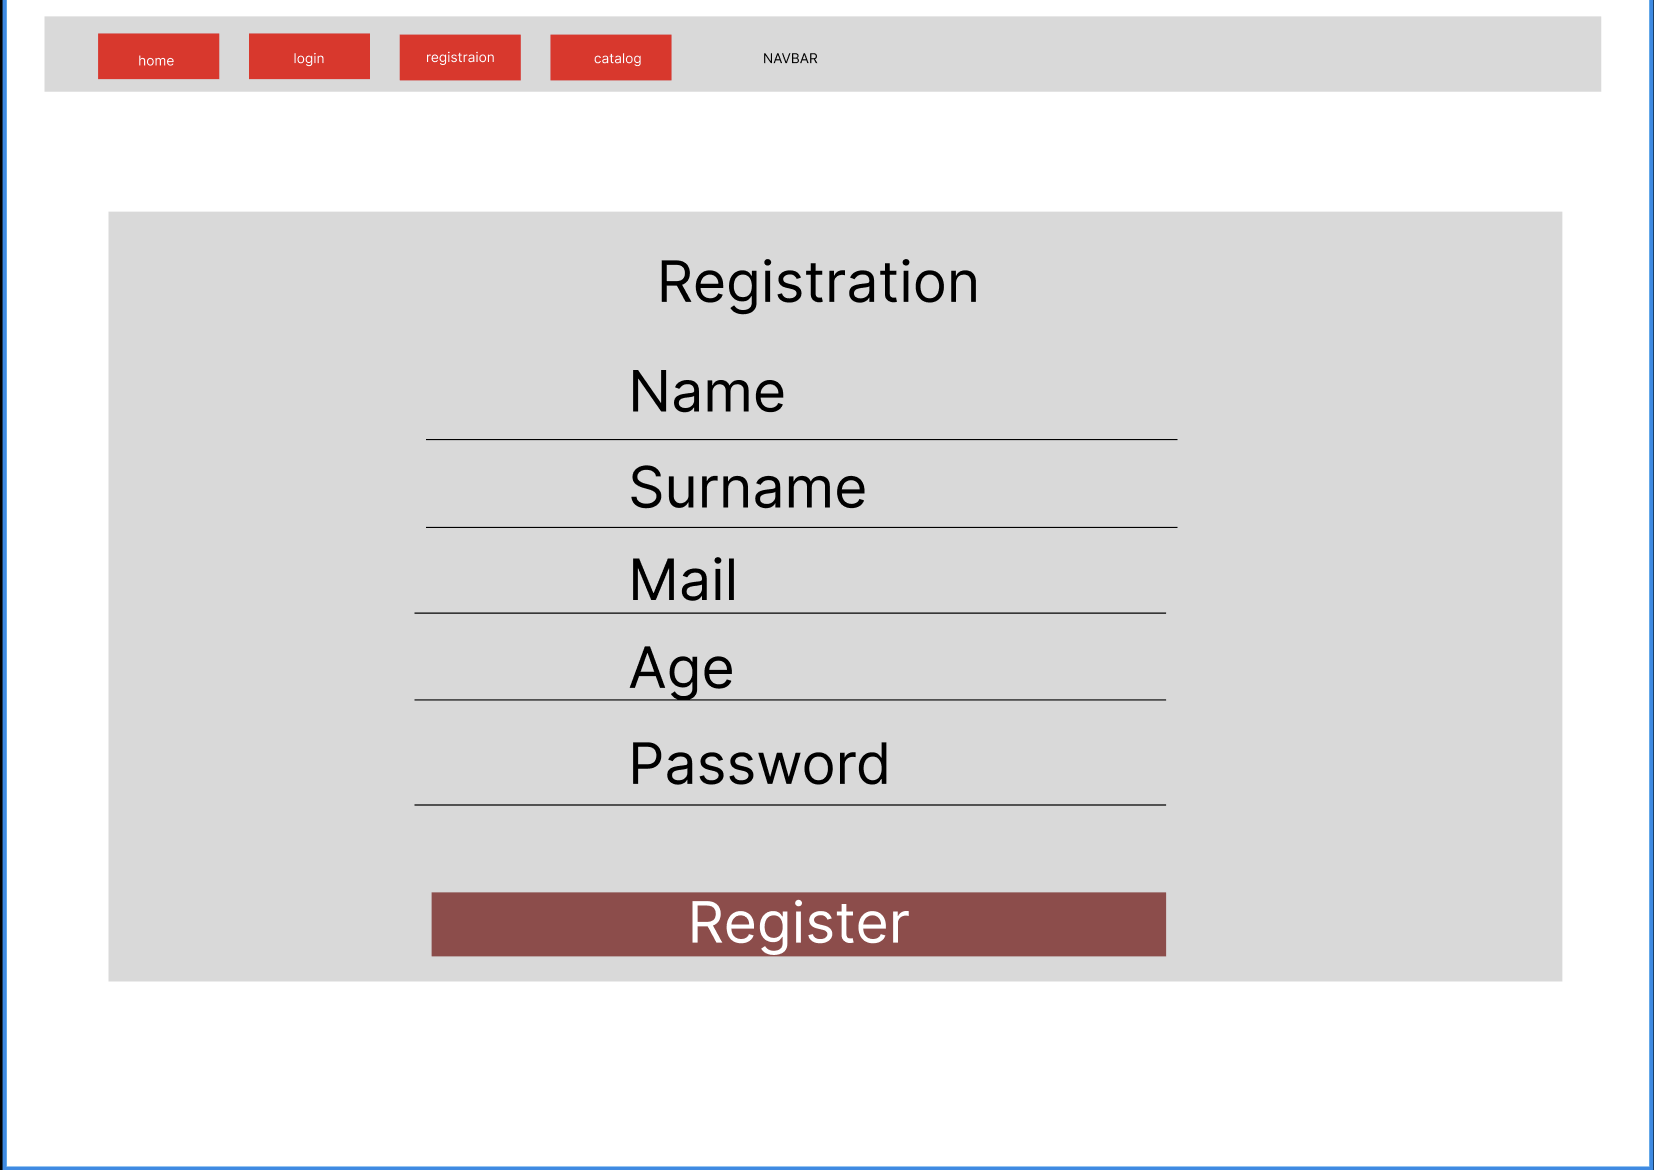 home login registraion catalog NAVBAR
Registration
Name
Surname
Mail
Age
Password
Register